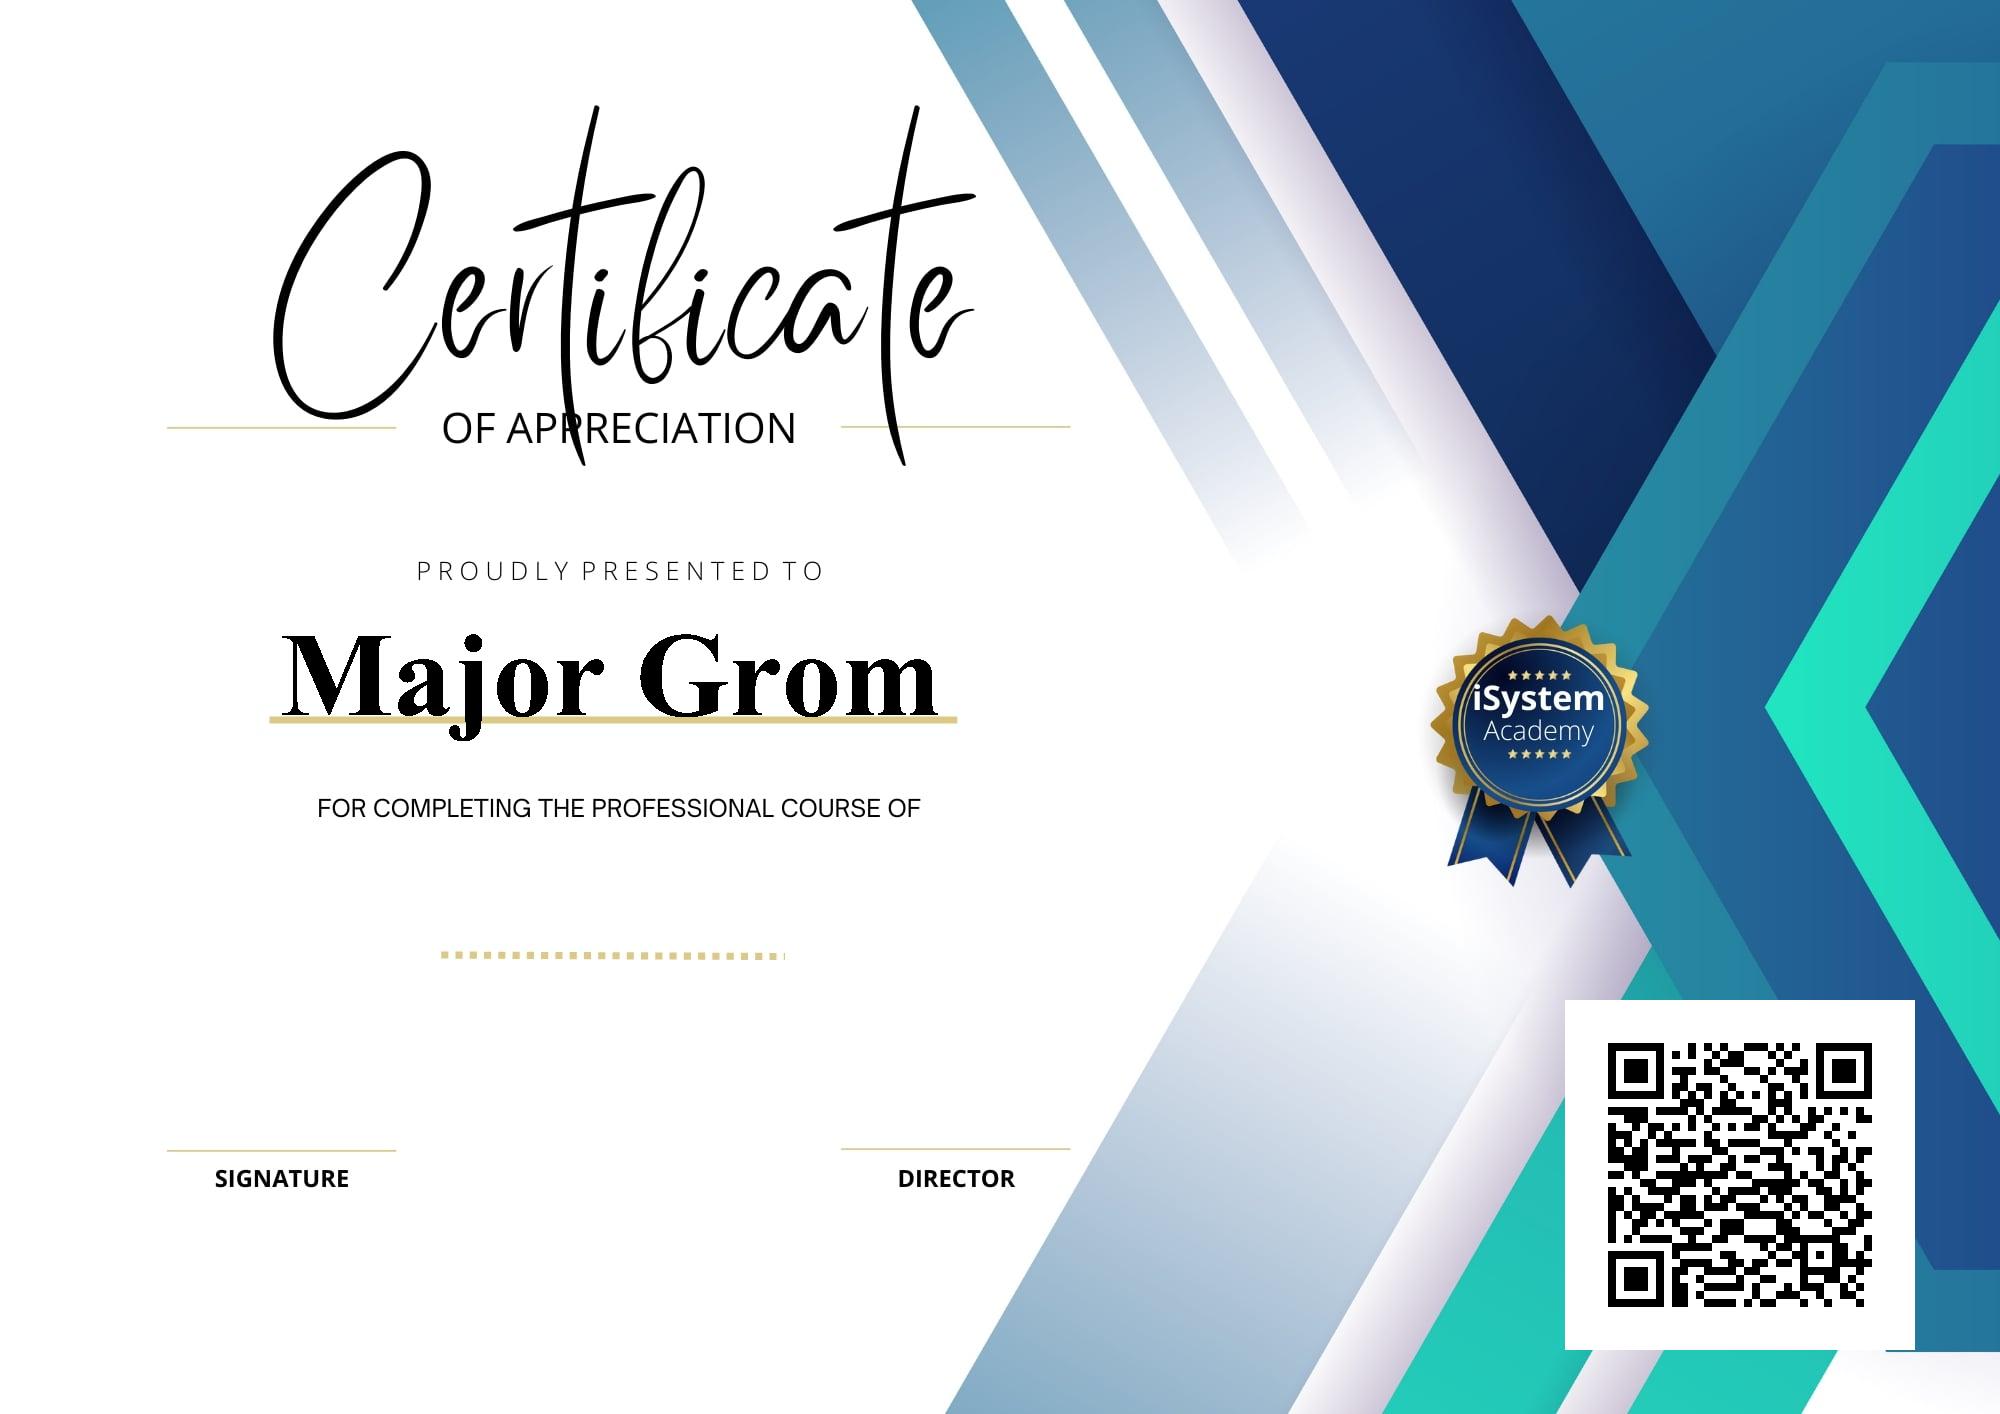 Certificate
OF APPRECIATION
PROUDLY PRESENTED TO
Major Grom
FOR COMPLETING THE PROFESSIONAL COURSE OF
iSystem
Academy
SIGNATURE
DIRECTOR